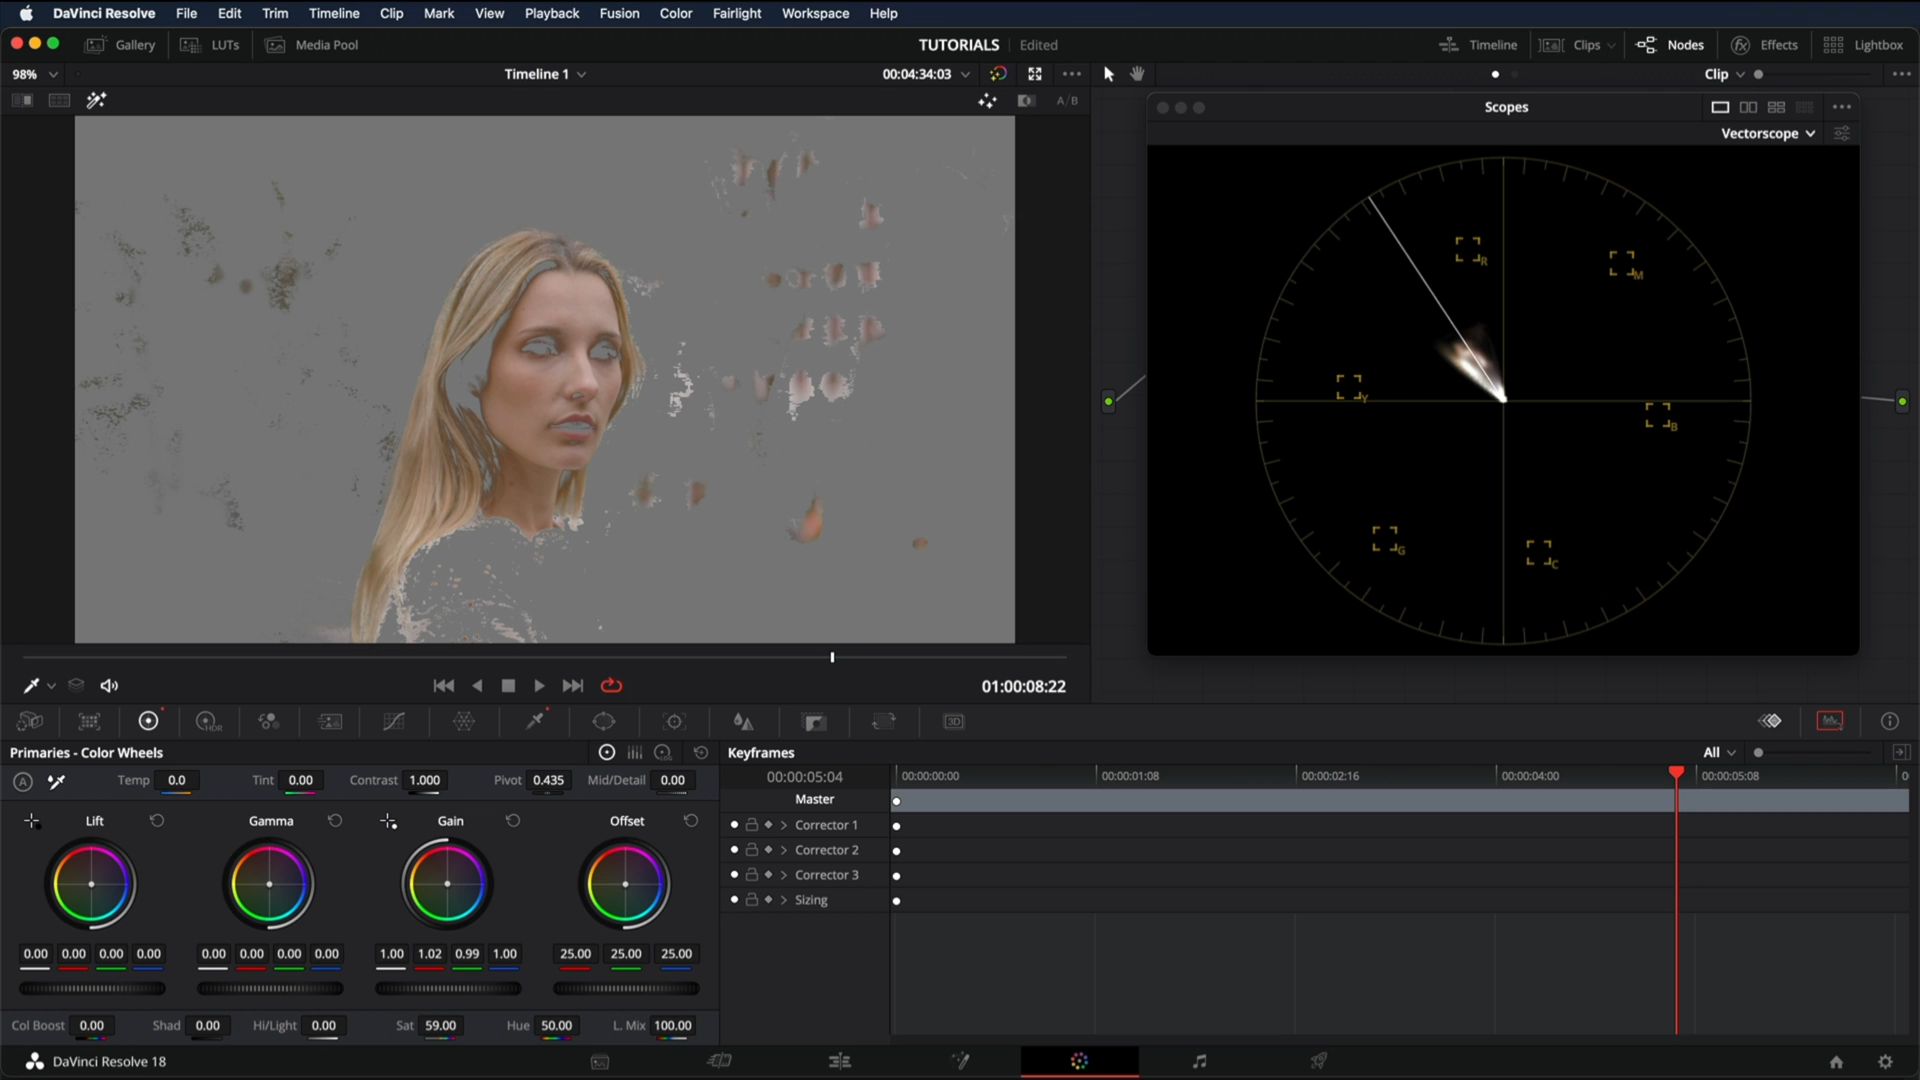 DaVinci Resolve File Edit Trim Timeline Clip Mark View Playback Fusion Color Fairlight Workspace Help
Gallery LUTs Media Pool TUTORIALS Edited Timeline Clips Nodes Effects Lightbox
98% Timeline 1 00:04:34:03 Clip
A/B
Scopes
Vectorscope
R
M
Y
B
G
C
01:00:08:22
HDR
3D
Primaries - Color Wheels
Keyframes All
A Temp 0.0 Tint 0.00 Contrast 1.000 Pivot 0.435 Mid/Detail 0.00
00:00:05:04 00:00:00:00 00:00:01:08 00:00:02:16 00:00:04:00 00:00:05:08 0
Master
Lift Gamma Gain Offset
Corrector 1
Corrector 2
Corrector 3
Sizing
0.00 0.00 0.00 0.00 0.00 0.00 0.00 0.00 1.00 1.02 0.99 1.00 25.00 25.00 25.00
Col Boost 0.00 Shad 0.00 Hi/Light 0.00 Sat 59.00 Hue 50.00 L. Mix 100.00
DaVinci Resolve 18